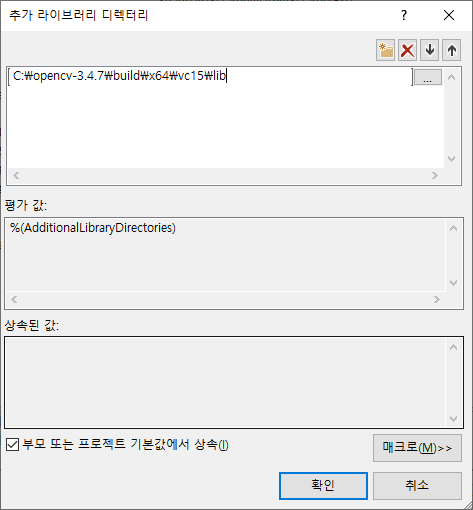 추가 라이브러리 디렉터리
?
C:₩opencv-3.4.7₩build₩x64₩vc15₩lib
...
평가 값:
%(AdditionalLibraryDirectories)
상속된 값:
부모 또는 프로젝트 기본값에서 상속(I)
매크로(M)>>
확인
취소